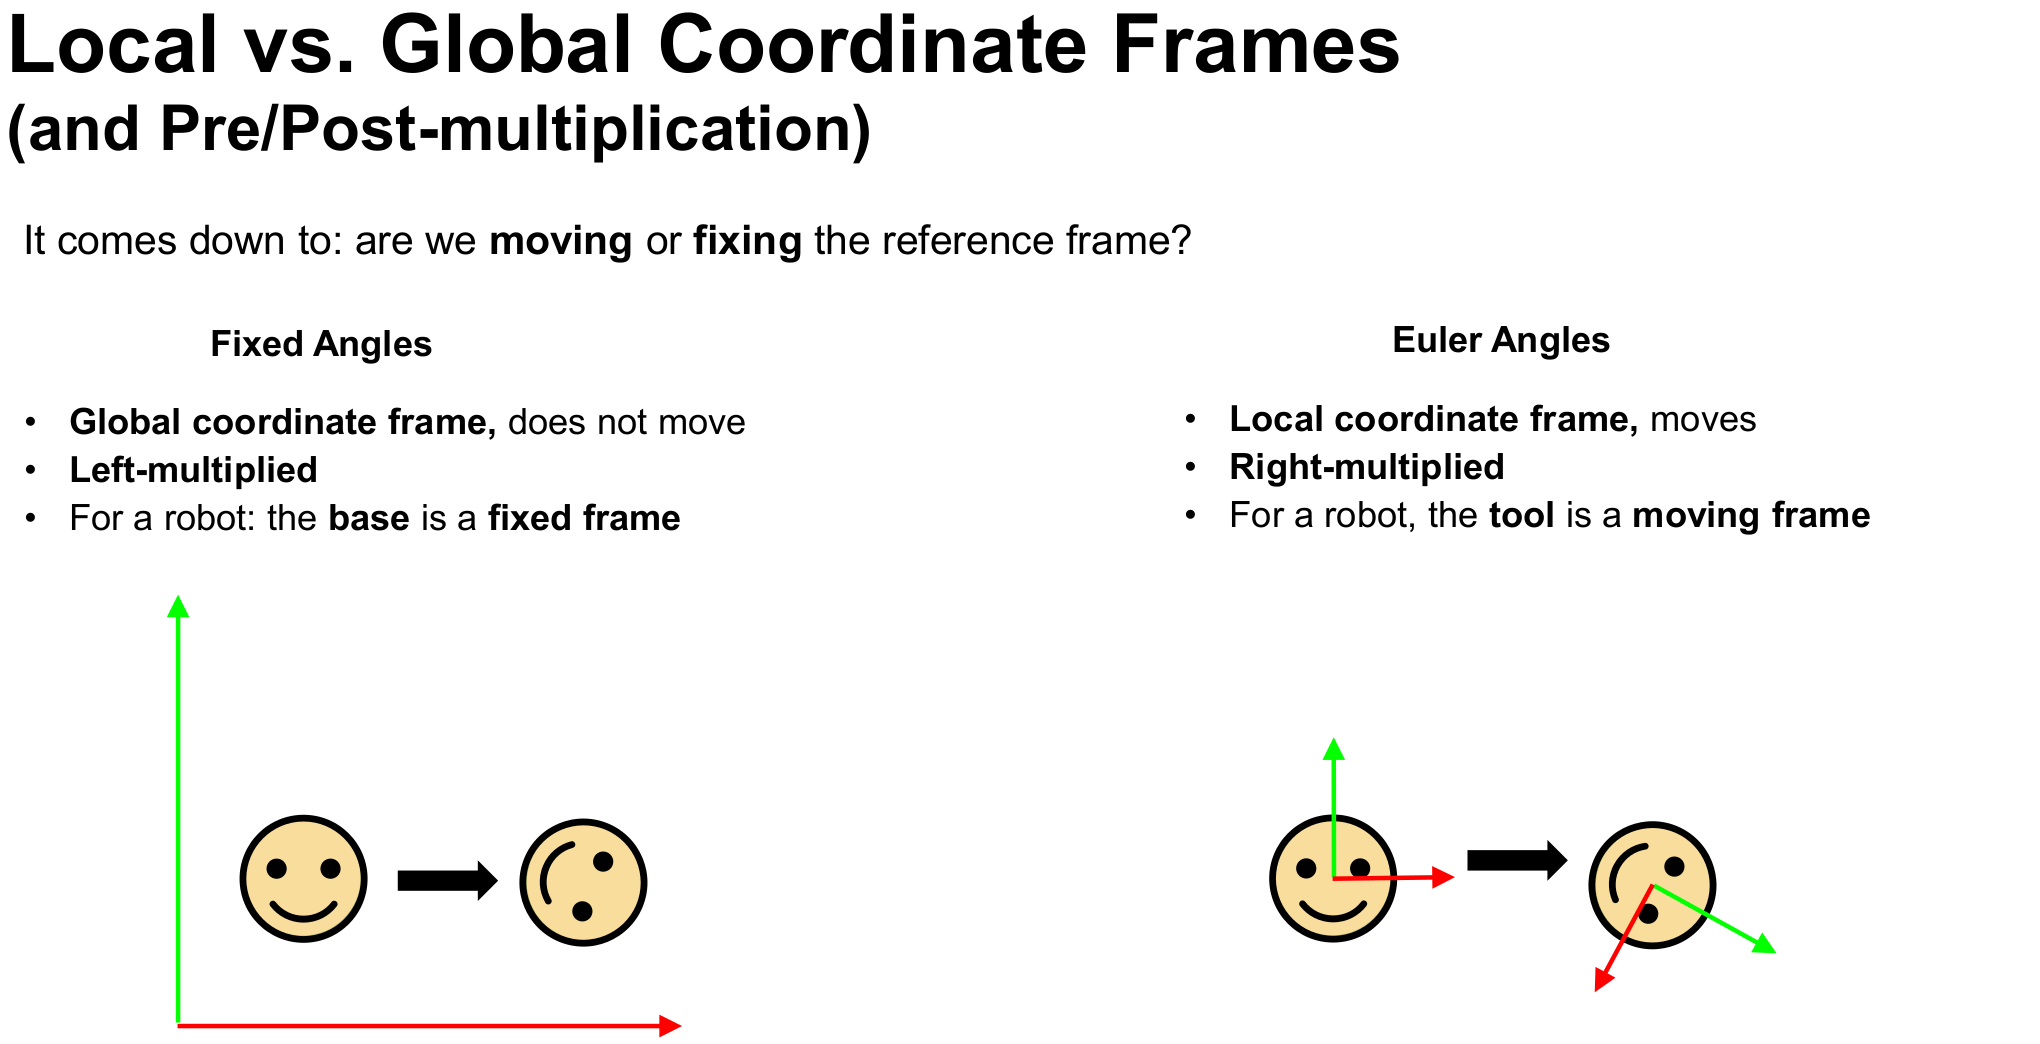 Local vs. Global Coordinate Frames
(and Pre/Post-multiplication)
It comes down to: are we moving or fixing the reference frame?
Fixed Angles
• Global coordinate frame, does not move
• Left-multiplied
• For a robot: the base is a fixed frame
Euler Angles
• Local coordinate frame, moves
• Right-multiplied
• For a robot, the tool is a moving frame